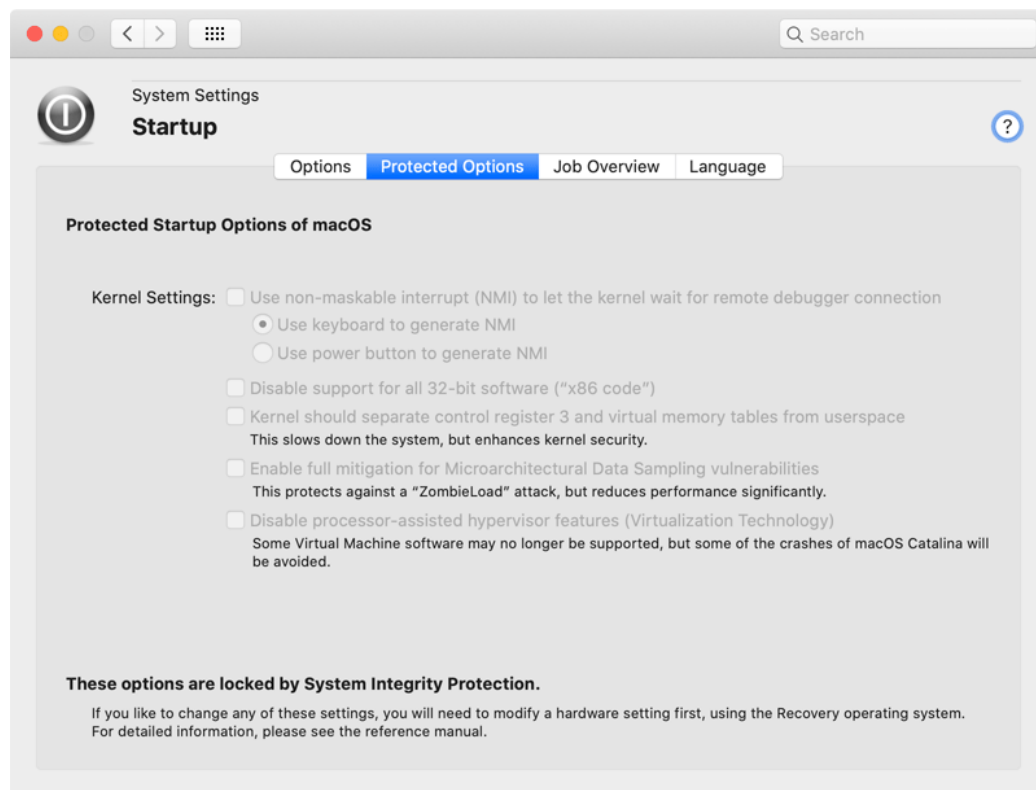 Search
System Settings
Startup
?
Options Protected Options Job Overview Language
Protected Startup Options of macOS
Kernel Settings: Use non-maskable interrupt (NMI) to let the kernel wait for remote debugger connection
Use keyboard to generate NMI
Use power button to generate NMI
Disable support for all 32-bit software (“x86 code”)
Kernel should separate control register 3 and virtual memory tables from userspace
This slows down the system, but enhances kernel security.
Enable full mitigation for Microarchitectural Data Sampling vulnerabilities
This protects against a “ZombieLoad” attack, but reduces performance significantly.
Disable processor-assisted hypervisor features (Virtualization Technology)
Some Virtual Machine software may no longer be supported, but some of the crashes of macOS Catalina will
be avoided.
These options are locked by System Integrity Protection.
If you like to change any of these settings, you will need to modify a hardware setting first, using the Recovery operating system.
For detailed information, please see the reference manual.